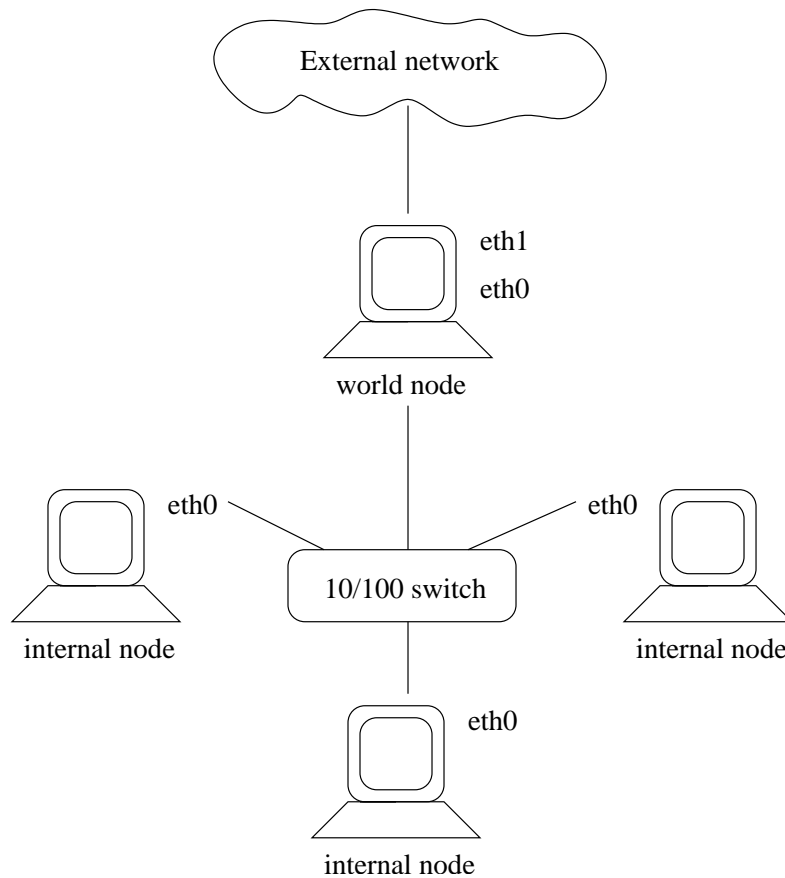 External network
eth1
eth0
world node
eth0
eth0
10/100 switch
internal node
internal node
eth0
internal node